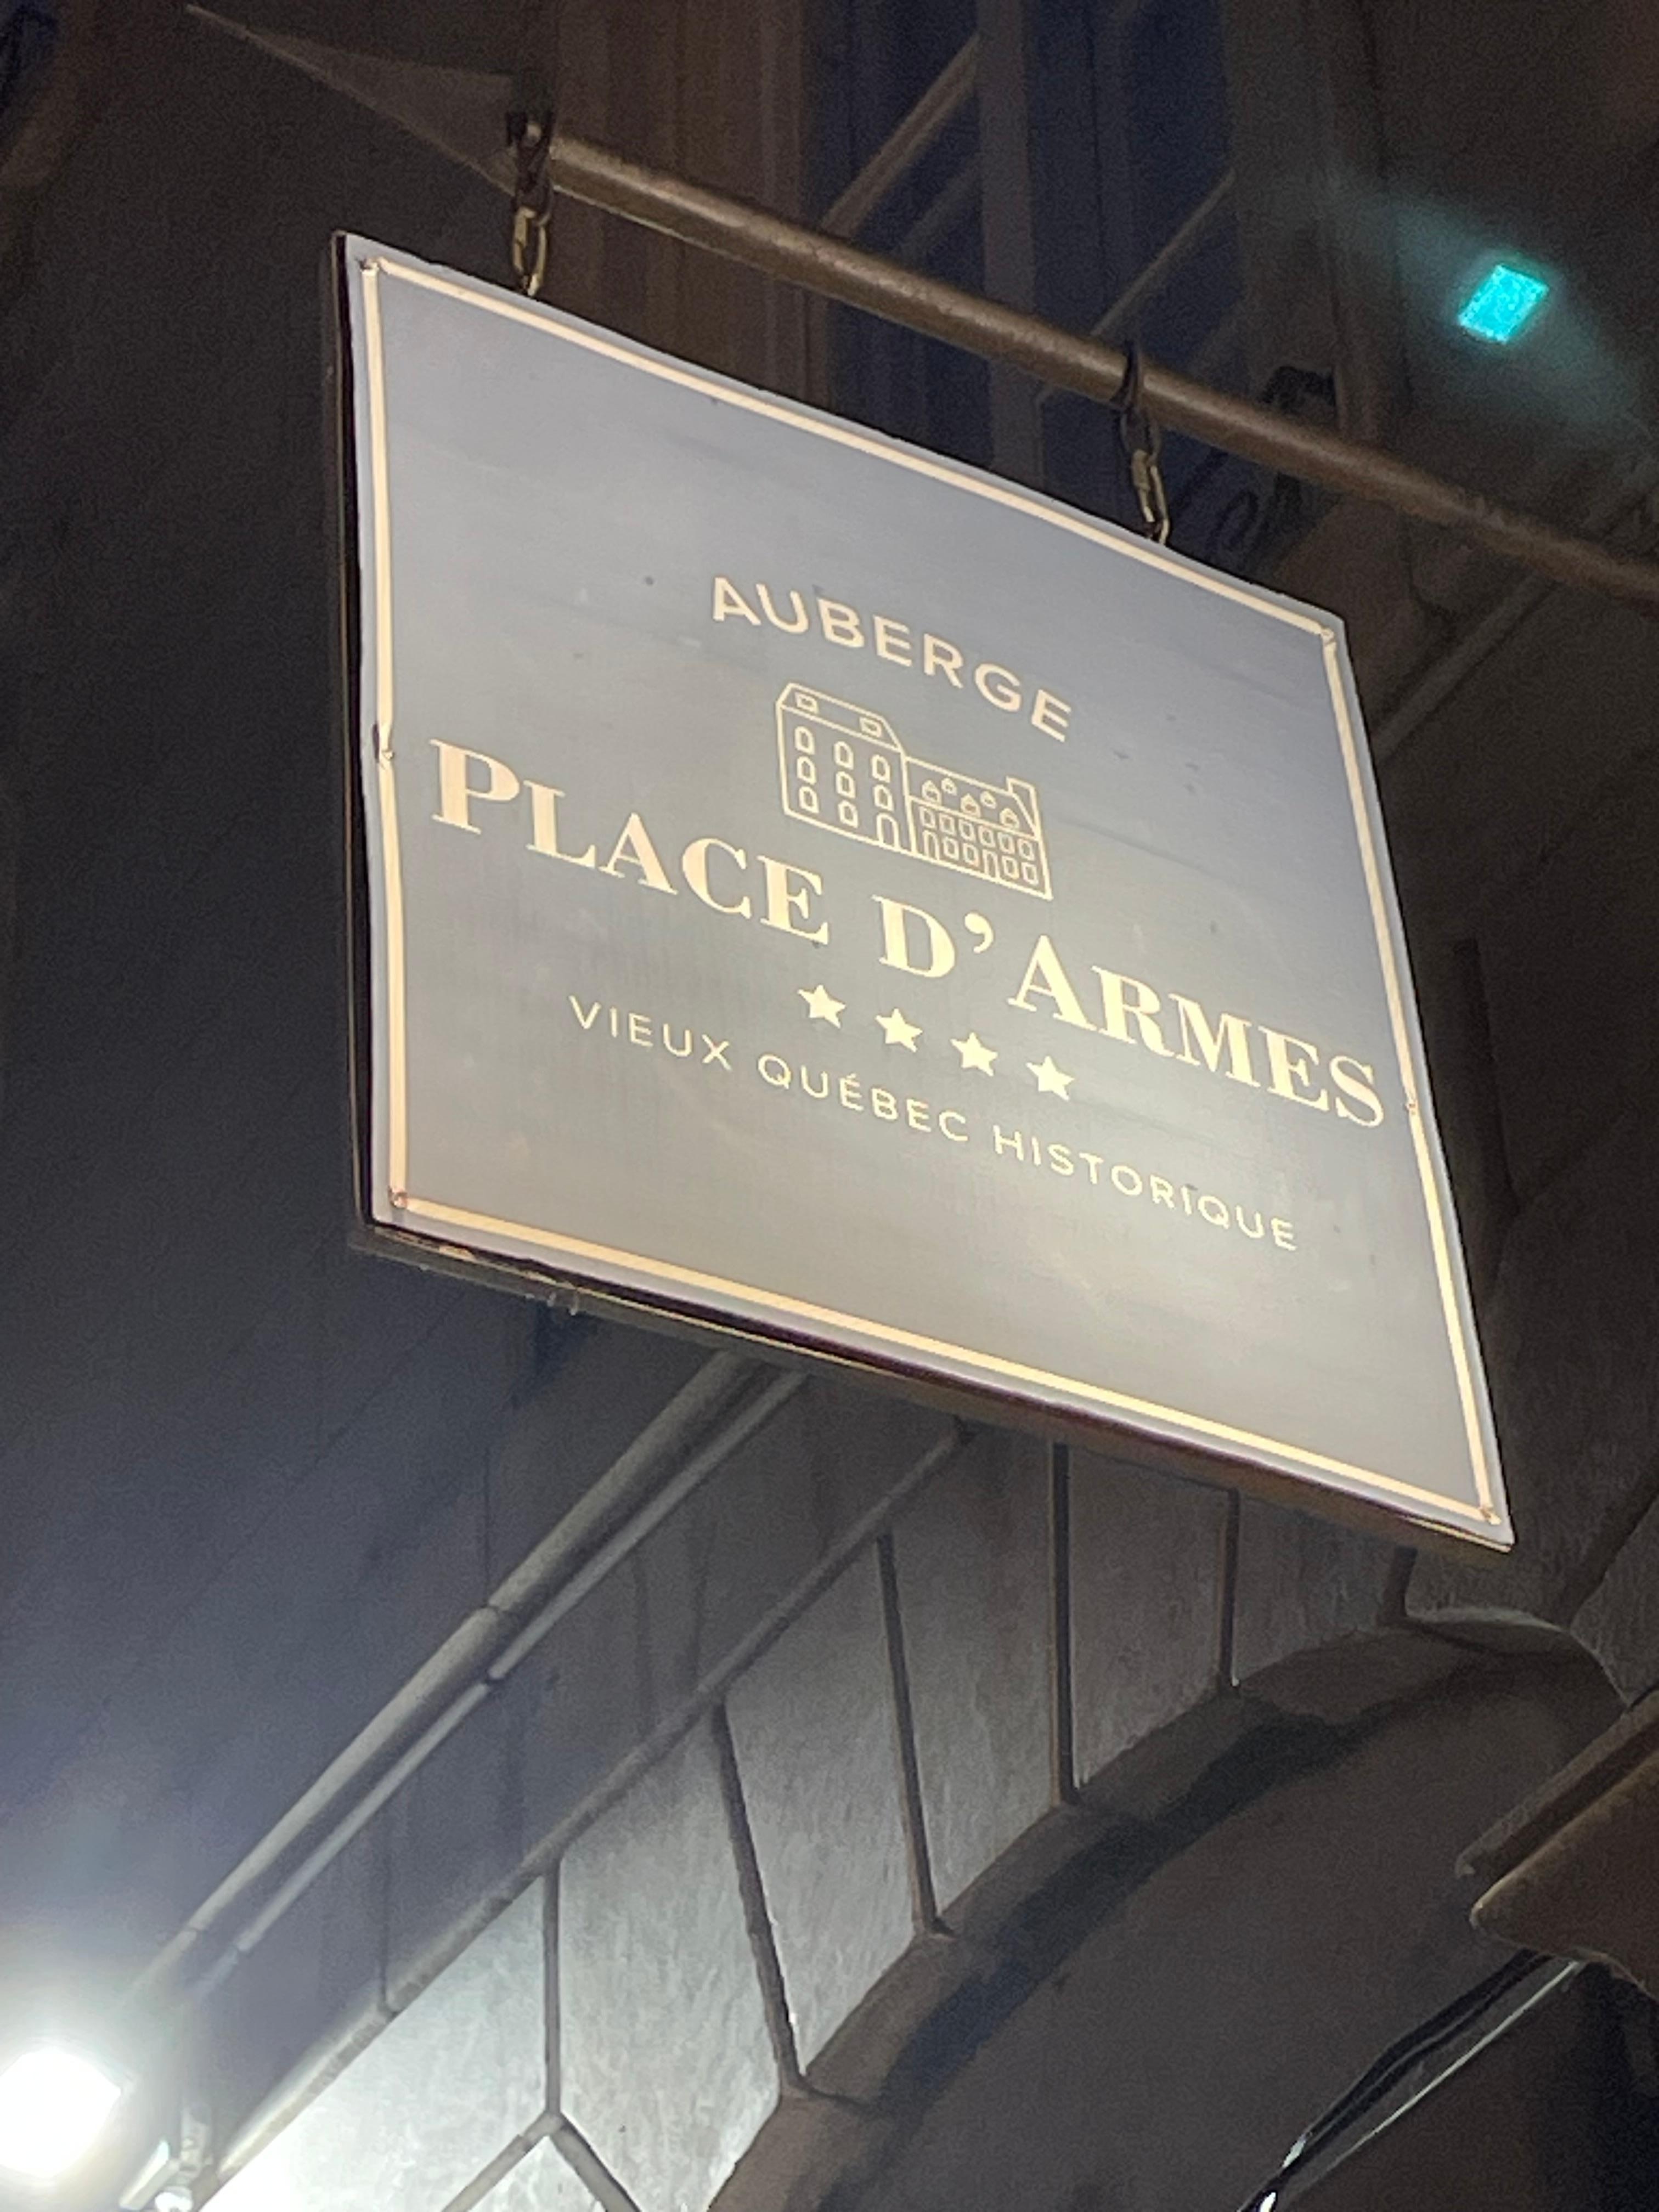 AUBERGE
PLACE D'ARMES
★ ★ ★ ★
VIEUX QUÉBEC HISTORIQUE